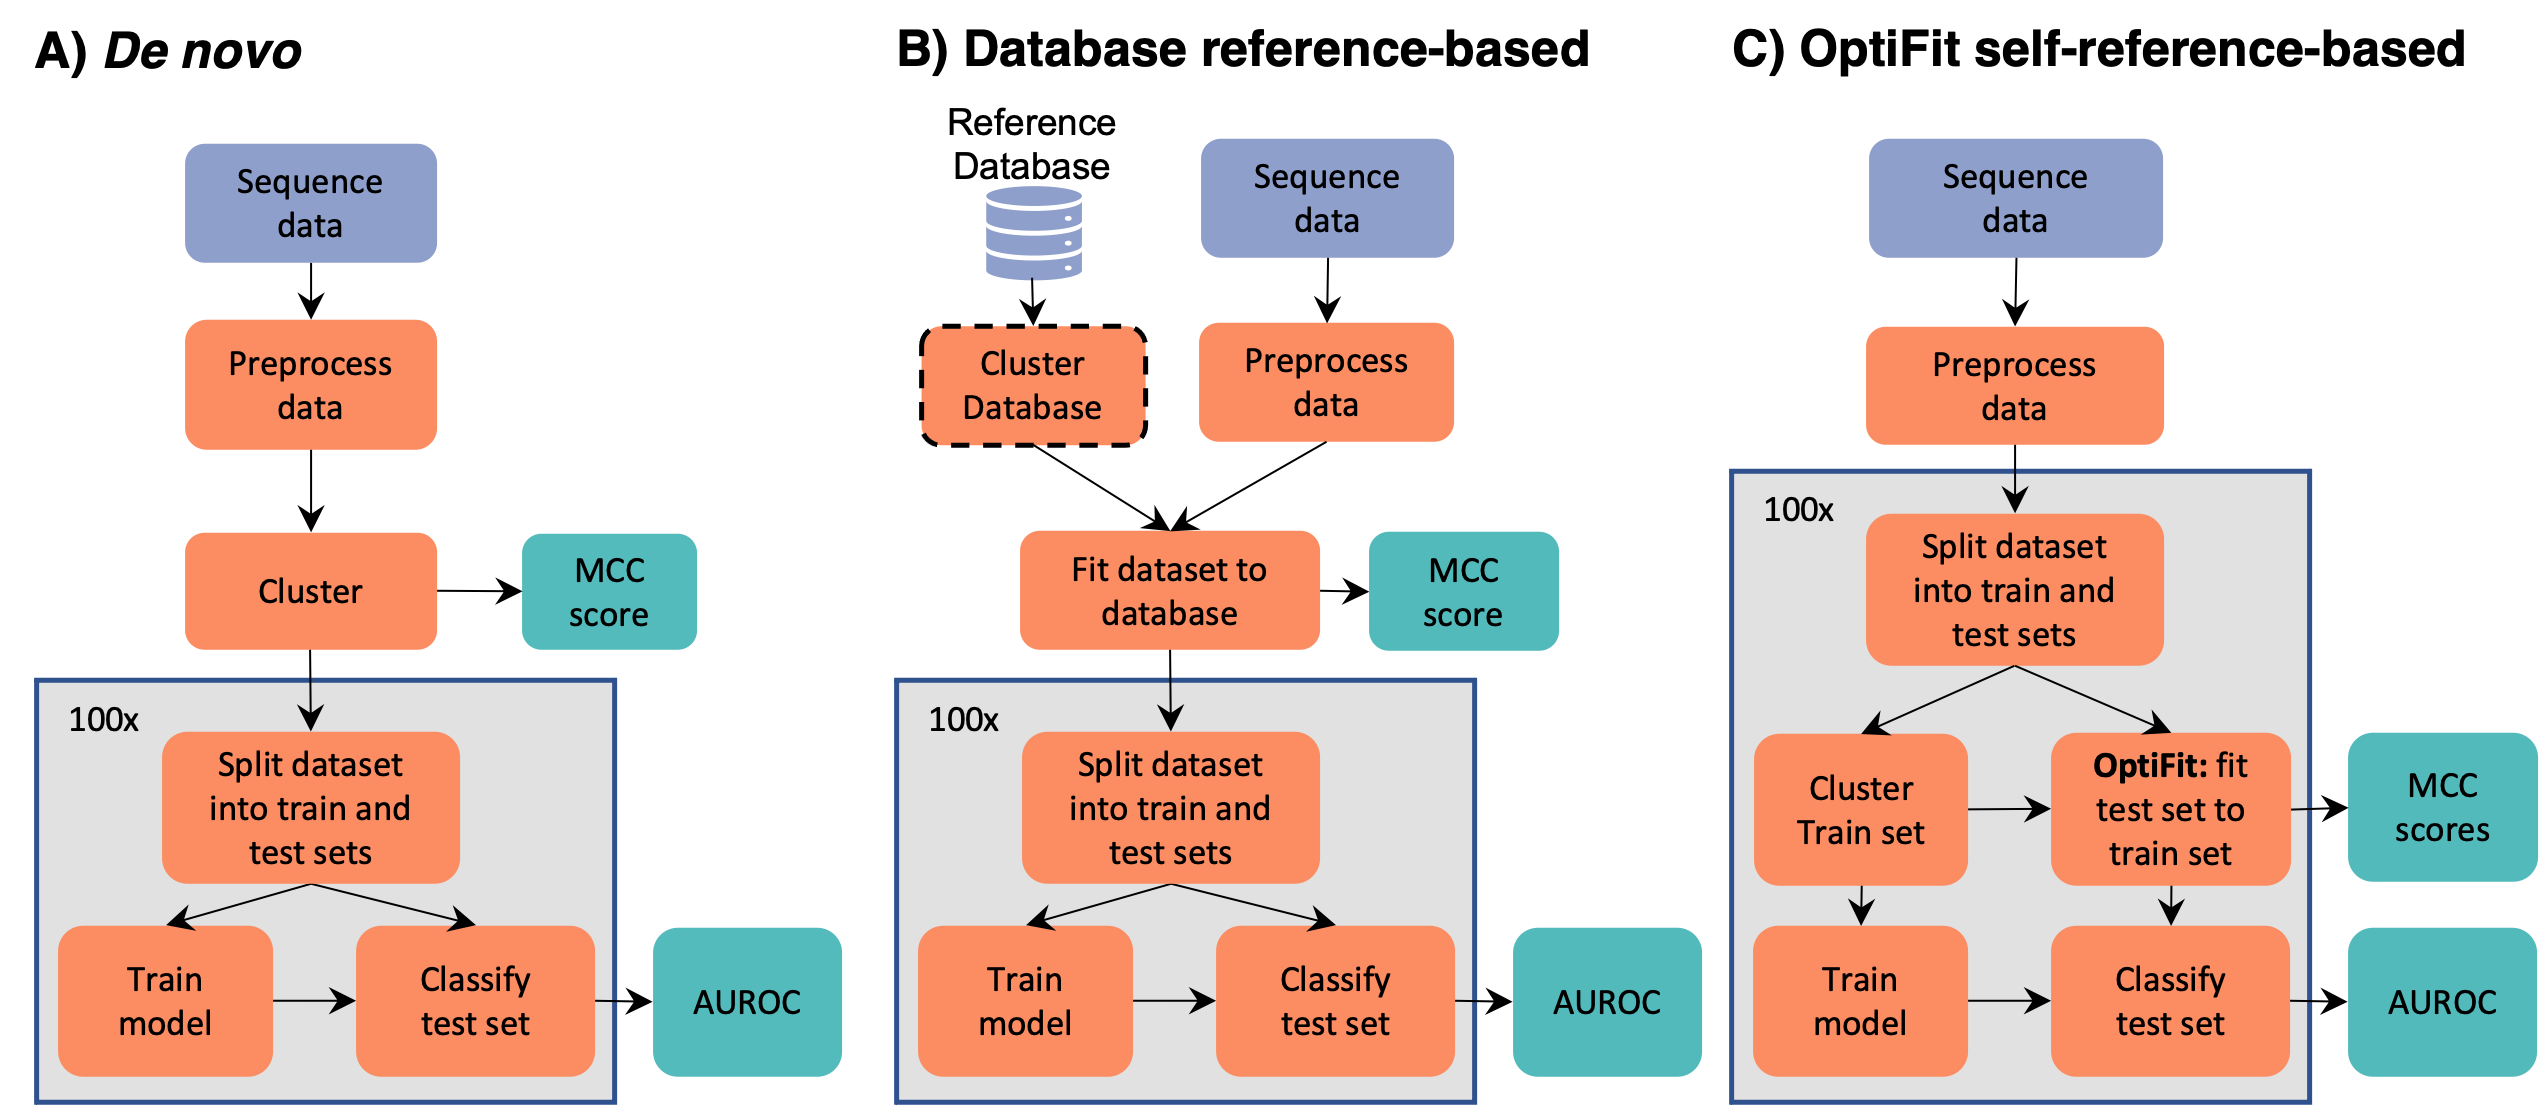 A) De novo
Sequence
data
Preprocess
data
Cluster
MCC
score
100x
Split dataset
into train and
test sets
Train
model
Classify
test set
AUROC
B) Database reference-based
Reference
Database
Sequence
data
Cluster
Database
Preprocess
data
Fit dataset to
database
MCC
score
100x
Split dataset
into train and
test sets
Train
model
Classify
test set
AUROC
C) OptiFit self-reference-based
Sequence
data
Preprocess
data
100x
Split dataset
into train and
test sets
Cluster
Train set
OptiFit: fit
test set to
train set
MCC
scores
Train
model
Classify
test set
AUROC